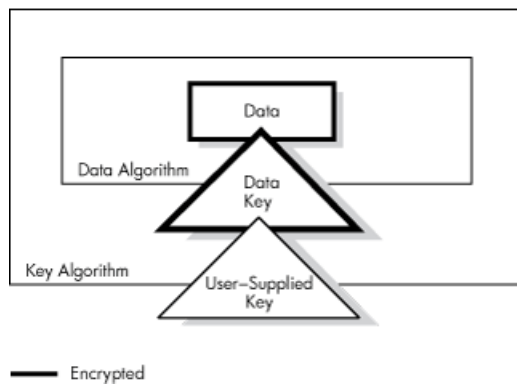 Data
Data Algorithm
Data
Key
Key Algorithm
User-Supplied
Key
Encrypted